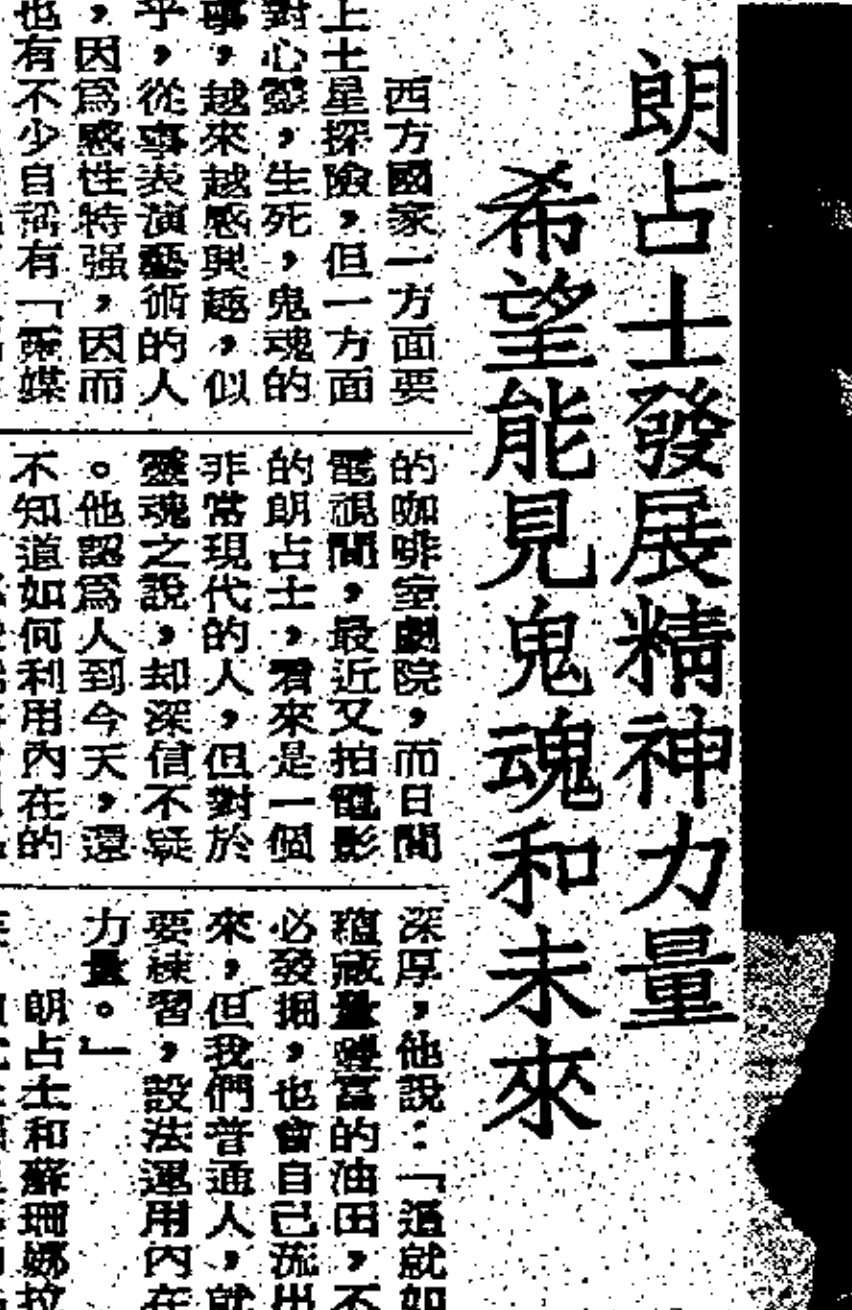 朗占士發展精神力量
希望能見鬼魂和未來
西方國家一方面要
上土星探險，但一方面
對心靈，生死，鬼魂的
事，越來越感興趣，似
乎，從事表演藝術的人
，因爲感性特强，因而
也有不少自稱有「靈媒
的咖啡室劇院，而日間
電視間，最近又拍電影
的朗占士，看來是一個
非常現代的人，但對於
靈魂之說，却深信不疑
。他認爲人到今天，還
不知道如何利用內在的
深厚，他說：「這就如
蘊藏量豐富的油田，不
必發掘，也會自己流出
來，但我們普通人，就
要練習，設法運用內在
力量。」
朗占士和蘇珊娜拉